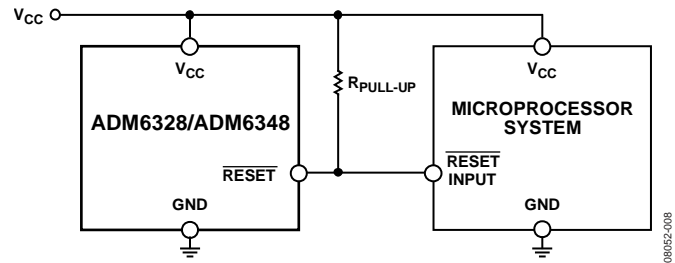 VCC
VCC
VCC
RPULL-UP
ADM6328/ADM6348
MICROPROCESSOR
SYSTEM
RESET
RESET
INPUT
GND
GND
08052-008